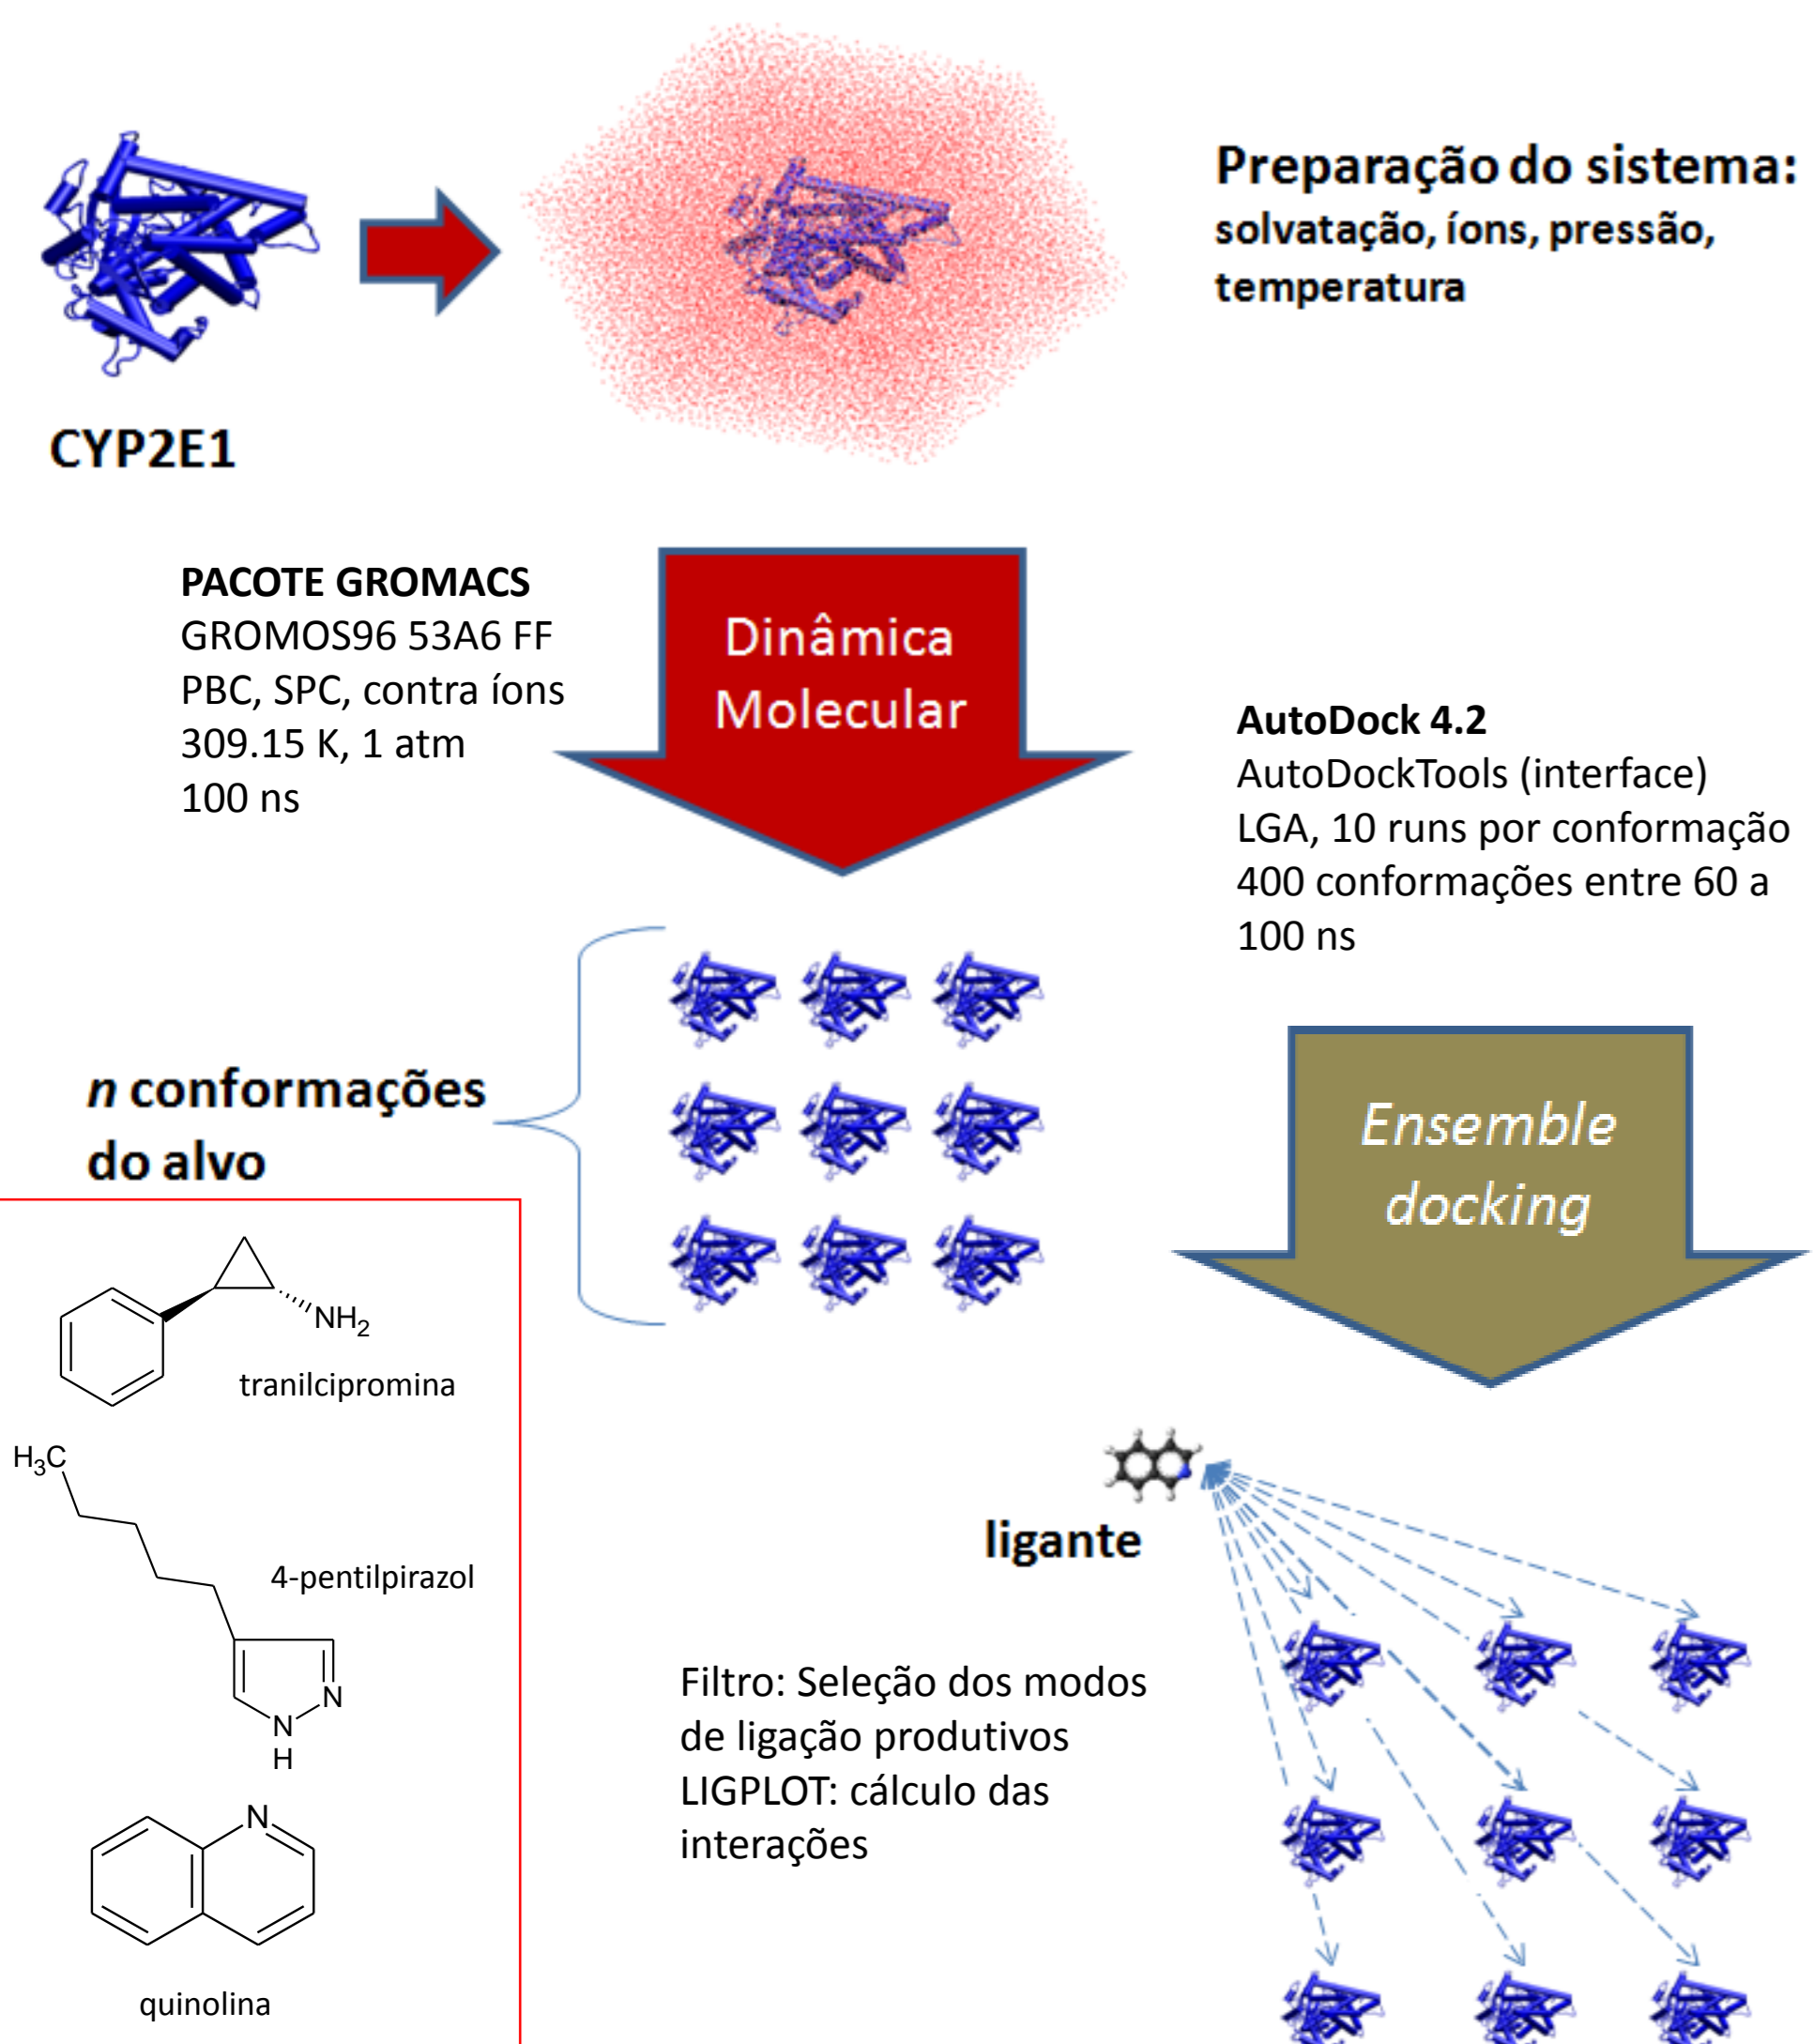 Preparação do sistema:
solvatação, íons, pressão,
temperatura
CYP2E1
PACOTE GROMACS
GROMOS96 53A6 FF
PBC, SPC, contra íons
309.15 K, 1 atm
100 ns
Dinâmica
Molecular
AutoDock 4.2
AutoDockTools (interface)
LGA, 10 runs por conformação
400 conformações entre 60 a
100 ns
n conformações
do alvo
Ensemble
docking
NH2
tranilcipromina
H3C
4-pentilpirazol
N
N
H
N
quinolina
ligante
Filtro: Seleção dos modos
de ligação produtivos
LIGPLOT: cálculo das
interações